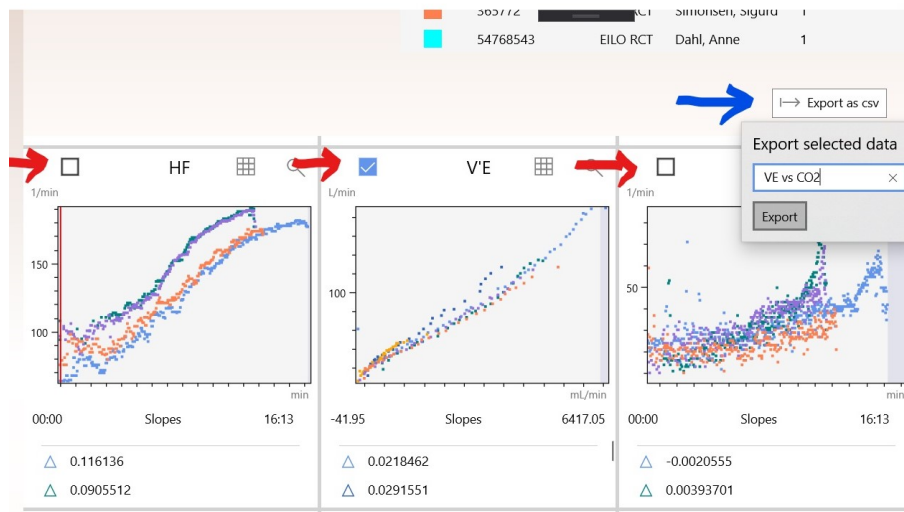 365772 RCT Simonsen, Sigurd 1
54768543 EILO RCT Dahl, Anne 1
Export as csv
Export selected data
VE vs CO2
Export
HF
V'E
1/min
L/min
1/min
150
100
100
50
min
mL/min
min
00:00 Slopes 16:13
-41.95 Slopes 6417.05
00:00 Slopes 16:13
0.116136
0.0905512
0.0218462
0.0291551
-0.0020555
0.00393701